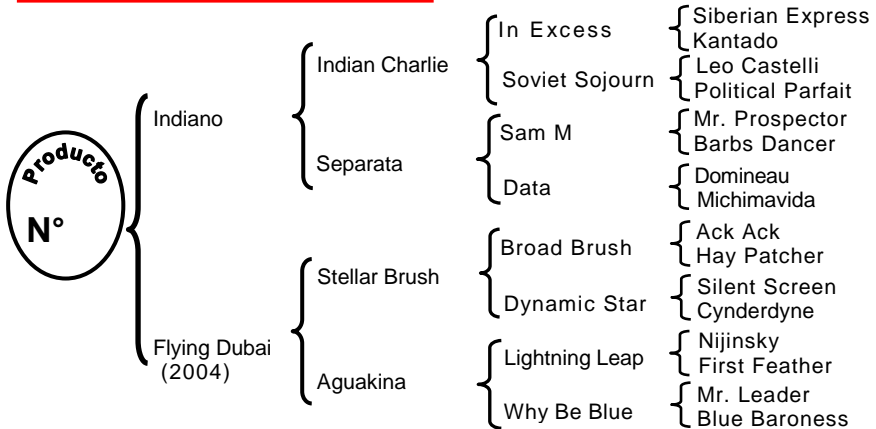 Producto
N°
Indiano
Flying Dubai
(2004)
Indian Charlie
Separata
Stellar Brush
Aguakina
In Excess
Soviet Sojourn
Sam M
Data
Broad Brush
Dynamic Star
Lightning Leap
Why Be Blue
Siberian Express
Kantado
Leo Castelli
Political Parfait
Mr. Prospector
Barbs Dancer
Domineau
Michimavida
Ack Ack
Hay Patcher
Silent Screen
Cynderdyne
Nijinsky
First Feather
Mr. Leader
Blue Baroness